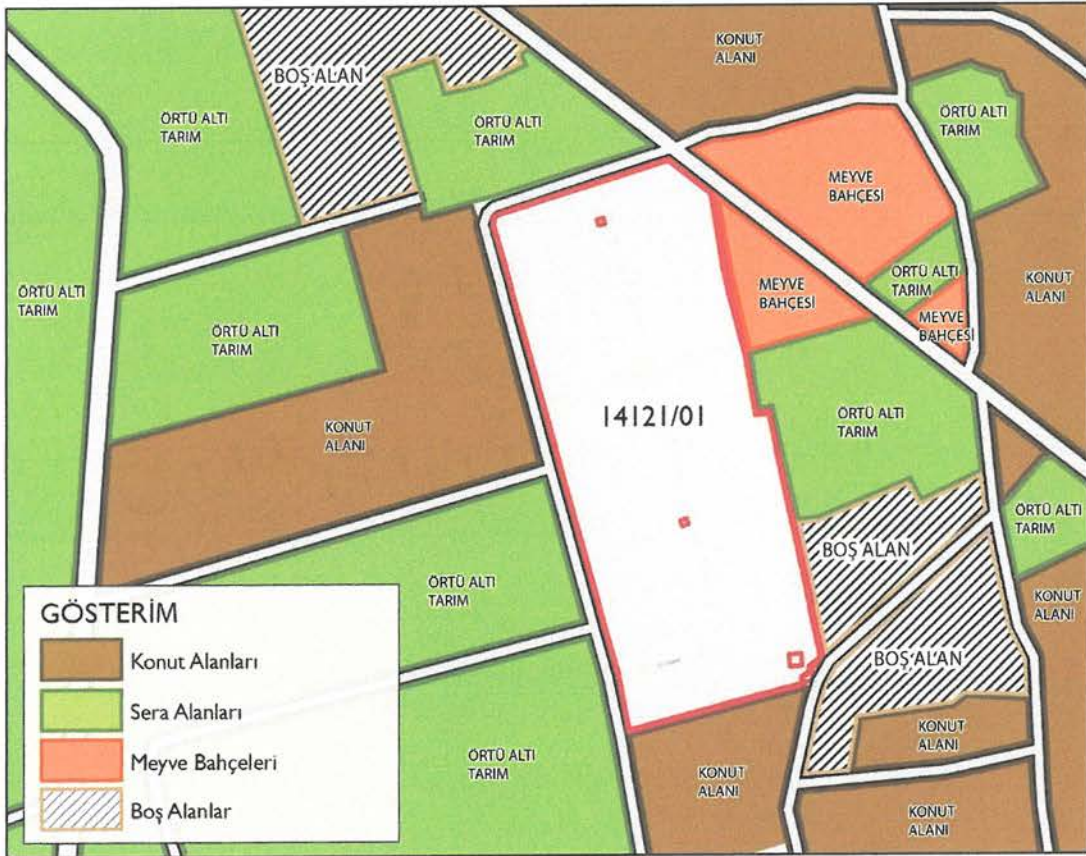 KONUT
ALANI
BOŞ ALAN
ÖRTÜ ALTI
TARIM
ÖRTÜ ALTI
TARIM
ÖRTÜ ALTI
TARIM
MEYVE
BAHÇESİ
ÖRTÜ ALTI
TARIM
MEYVE
BAHÇESİ
KONUT
ALANI
ÖRTÜ ALTI
TARIM
MEYVE
BAHÇESİ
ÖRTÜ ALTI
TARIM
14121/01
ÖRTÜ ALTI
TARIM
KONUT
ALANI
ÖRTÜ ALTI
TARIM
BOŞ ALAN
ÖRTÜ ALTI
TARIM
KONUT
ALANI
BOŞ ALAN
KONUT
ALANI
ÖRTÜ ALTI
TARIM
KONUT
ALANI
KONUT
ALANI
GÖSTERİM
Konut Alanları
Sera Alanları
Meyve Bahçeleri
Boş Alanlar